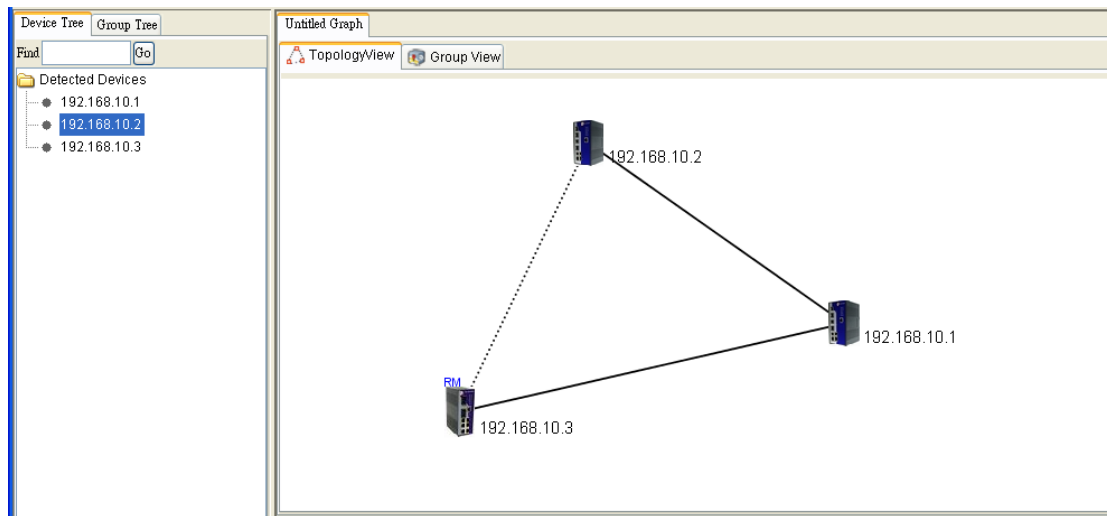 Device Tree
Group Tree
Find
Go
Detected Devices
192.168.10.1
192.168.10.2
192.168.10.3
Untitled Graph
TopologyView
Group View
192.168.10.2
192.168.10.1
RM
192.168.10.3